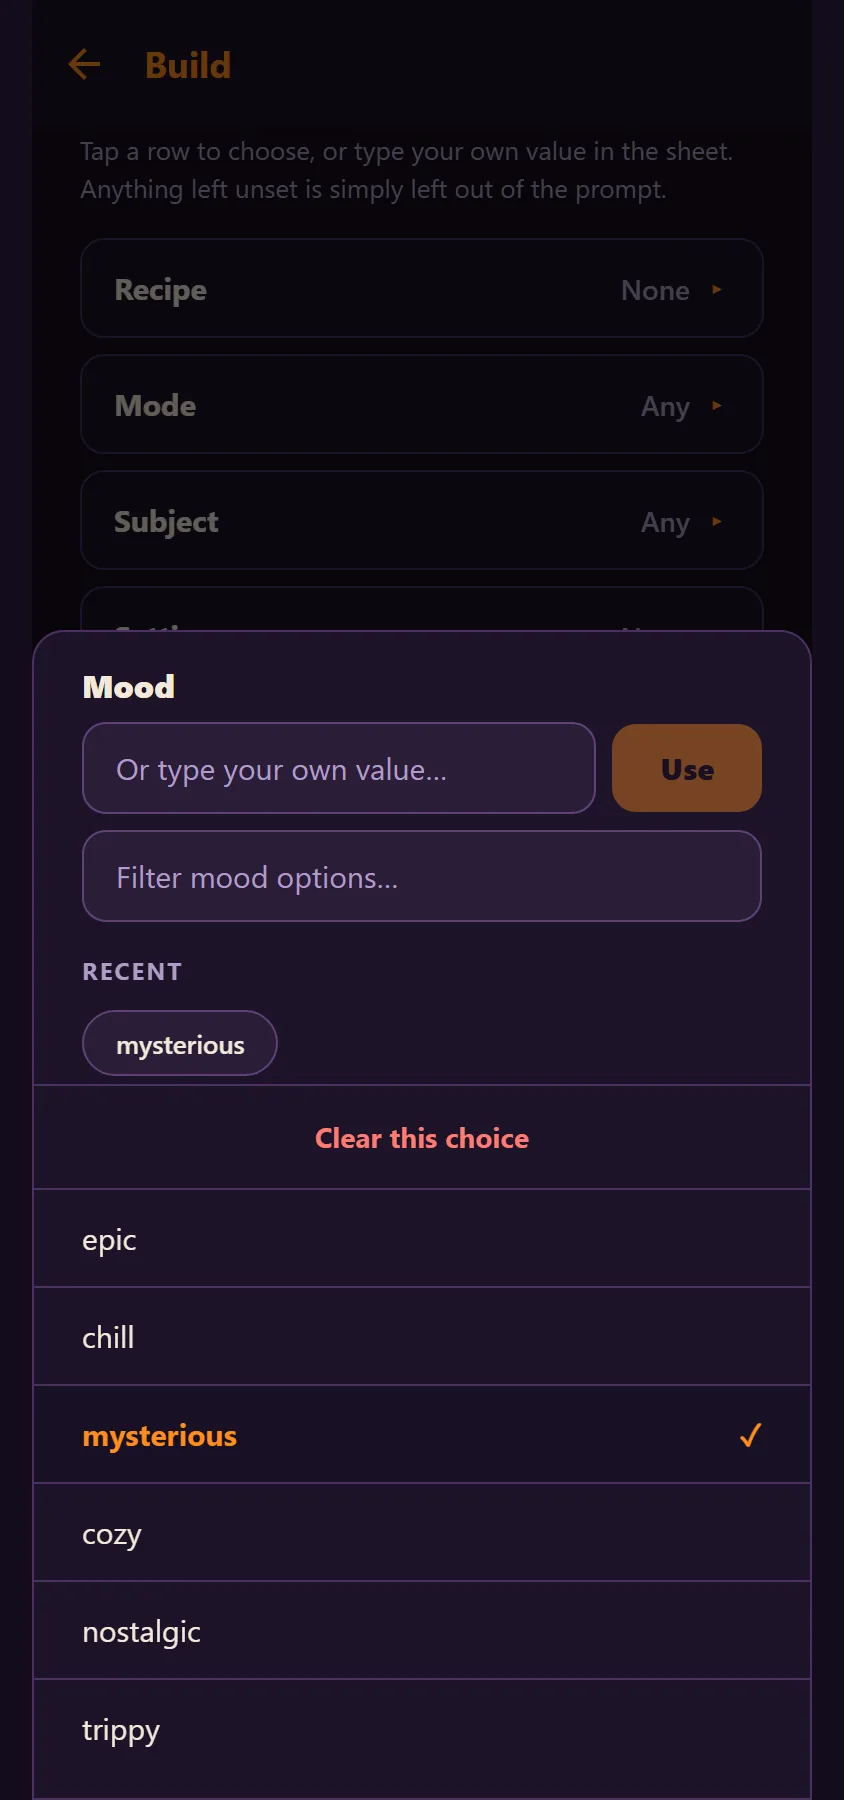 Build
Tap a row to choose, or type your own value in the sheet.
Anything left unset is simply left out of the prompt.
Recipe None ▸
Mode Any ▸
Subject Any ▸
Mood
Or type your own value...
Use
Filter mood options...
RECENT
mysterious
Clear this choice
epic
chill
mysterious ✓
cozy
nostalgic
trippy